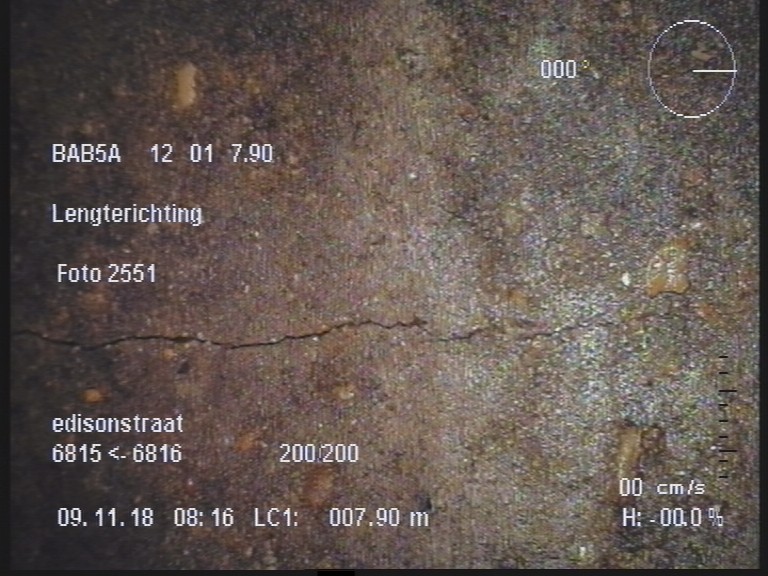 000 °
BAB5A 12 01 7.90
Lengterichting
Foto 2551
edisonstraat
6815 <- 6816 200/200
00 cm/s
09.11.18 08:16 LC1: 007.90 m H: -00.0 %